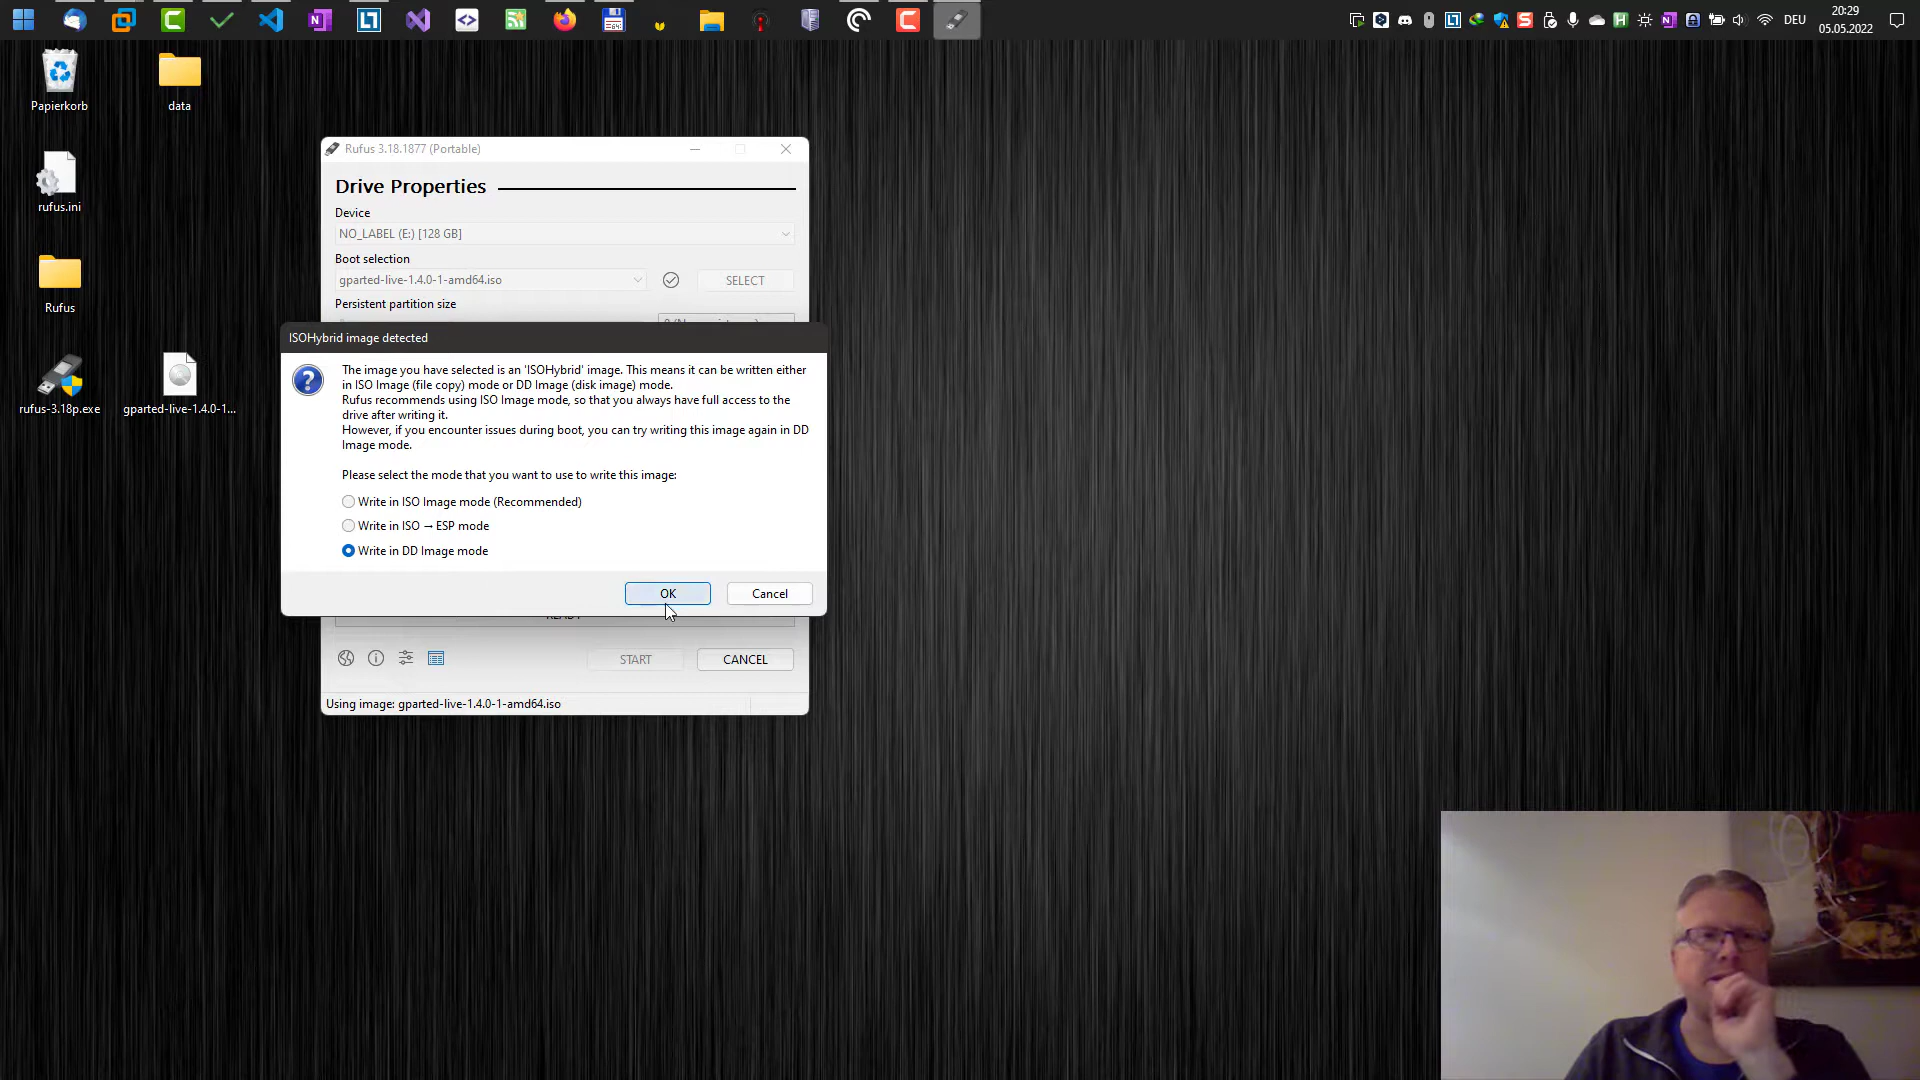 20:29
DEU
05.05.2022
Papierkorb
data
rufus.ini
Rufus
rufus-3.18p.exe
gparted-live-1.4.0-1...
Rufus 3.18.1877 (Portable)
Drive Properties
Device
NO_LABEL (E:) [128 GB]
Boot selection
gparted-live-1.4.0-1-amd64.iso
SELECT
Persistent partition size
ISOHybrid image detected
The image you have selected is an 'ISOHybrid' image. This means it can be written either
in ISO Image (file copy) mode or DD Image (disk image) mode.
Rufus recommends using ISO Image mode, so that you always have full access to the
drive after writing it.
However, if you encounter issues during boot, you can try writing this image again in DD
Image mode.
Please select the mode that you want to use to write this image:
Write in ISO Image mode (Recommended)
Write in ISO → ESP mode
Write in DD Image mode
OK
Cancel
READY
START
CANCEL
Using image: gparted-live-1.4.0-1-amd64.iso